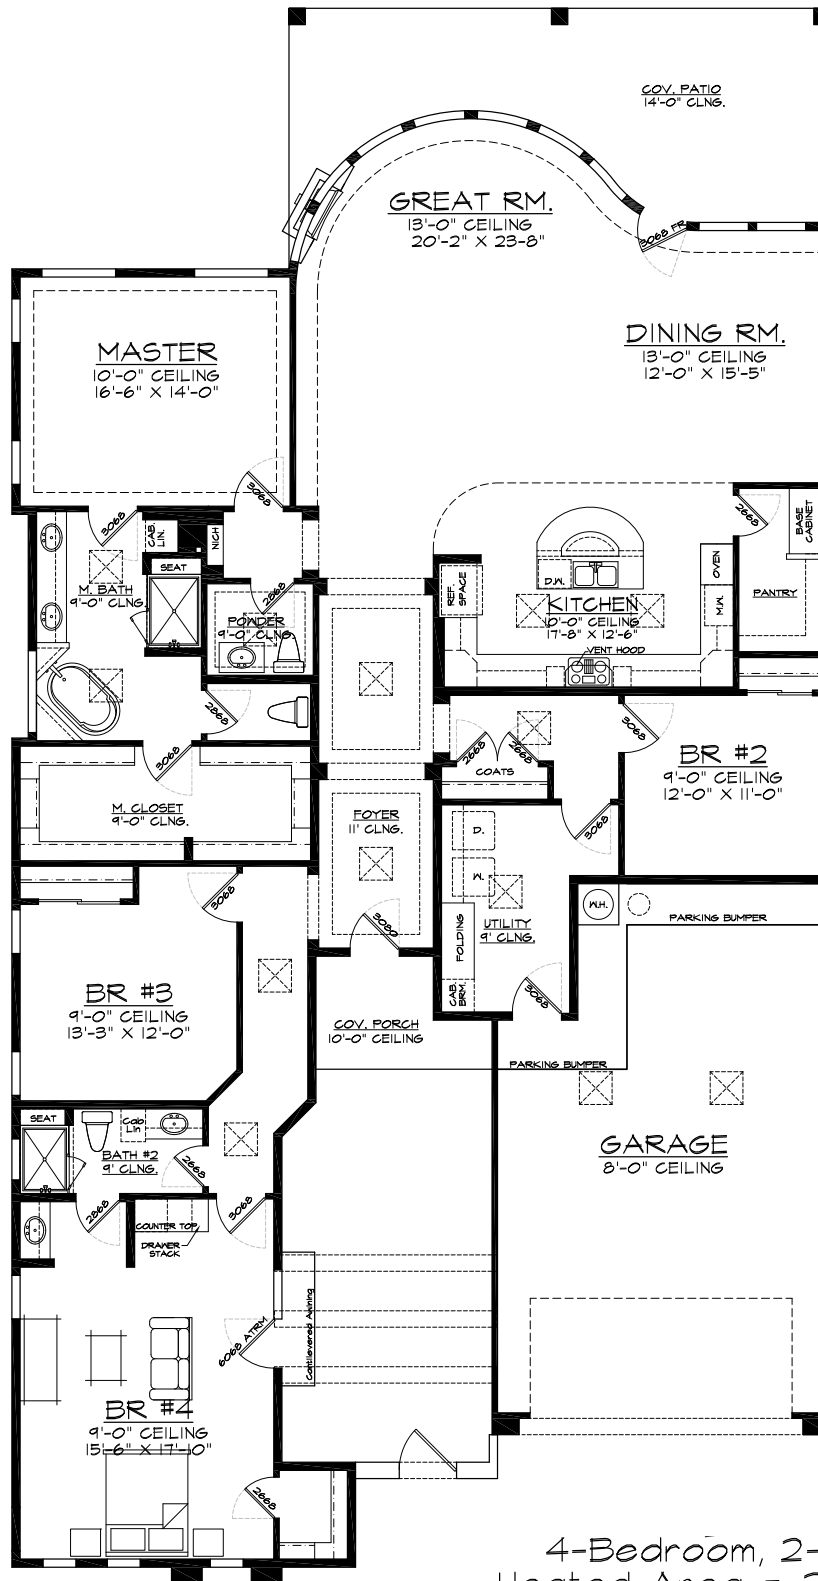 COV. PATIO
14'-0" CLNG.
GREAT RM.
13'-0" CEILING
20'-2" X 23-8"
3068 FR
DINING RM.
13'-0" CEILING
12'-0" X 15'-5"
MASTER
10'-0" CEILING
16'-6" X 14'-0"
3068
3068
CAB.
LIN.
NICH
2668
BASE
CABINET
SEAT
M. BATH
9'-0" CLNG.
2868
POWDER
9'-0" CLNG.
REF.
SPACE
D.W.
OVEN
M.W.
KITCHEN
10'-0" CEILING
17'-8" X 12'-6"
VENT HOOD
PANTRY
2868
3068
2668
2668
COATS
3068
BR #2
9'-0" CEILING
12'-0" X 11'-0"
M. CLOSET
9'-0" CLNG.
FOYER
11' CLNG.
D.
W.
3068
3068
3080
FOLDING
UTILITY
9' CLNG.
W.H.
PARKING BUMPER
CAB.
BRM.
3068
BR #3
9'-0" CEILING
13'-3" X 12'-0"
COV. PORCH
10'-0" CEILING
PARKING BUMPER
SEAT
Cab
Lin
BATH #2
9' CLNG.
2668
GARAGE
8'-0" CEILING
2868
3068
COUNTER TOP
DRAWER
STACK
Cantilevered Awning
6068 ATRM
BR #4
9'-0" CEILING
15'-6" X 17'-10"
2668
4-Bedroom, 2-
Heated Area = 2